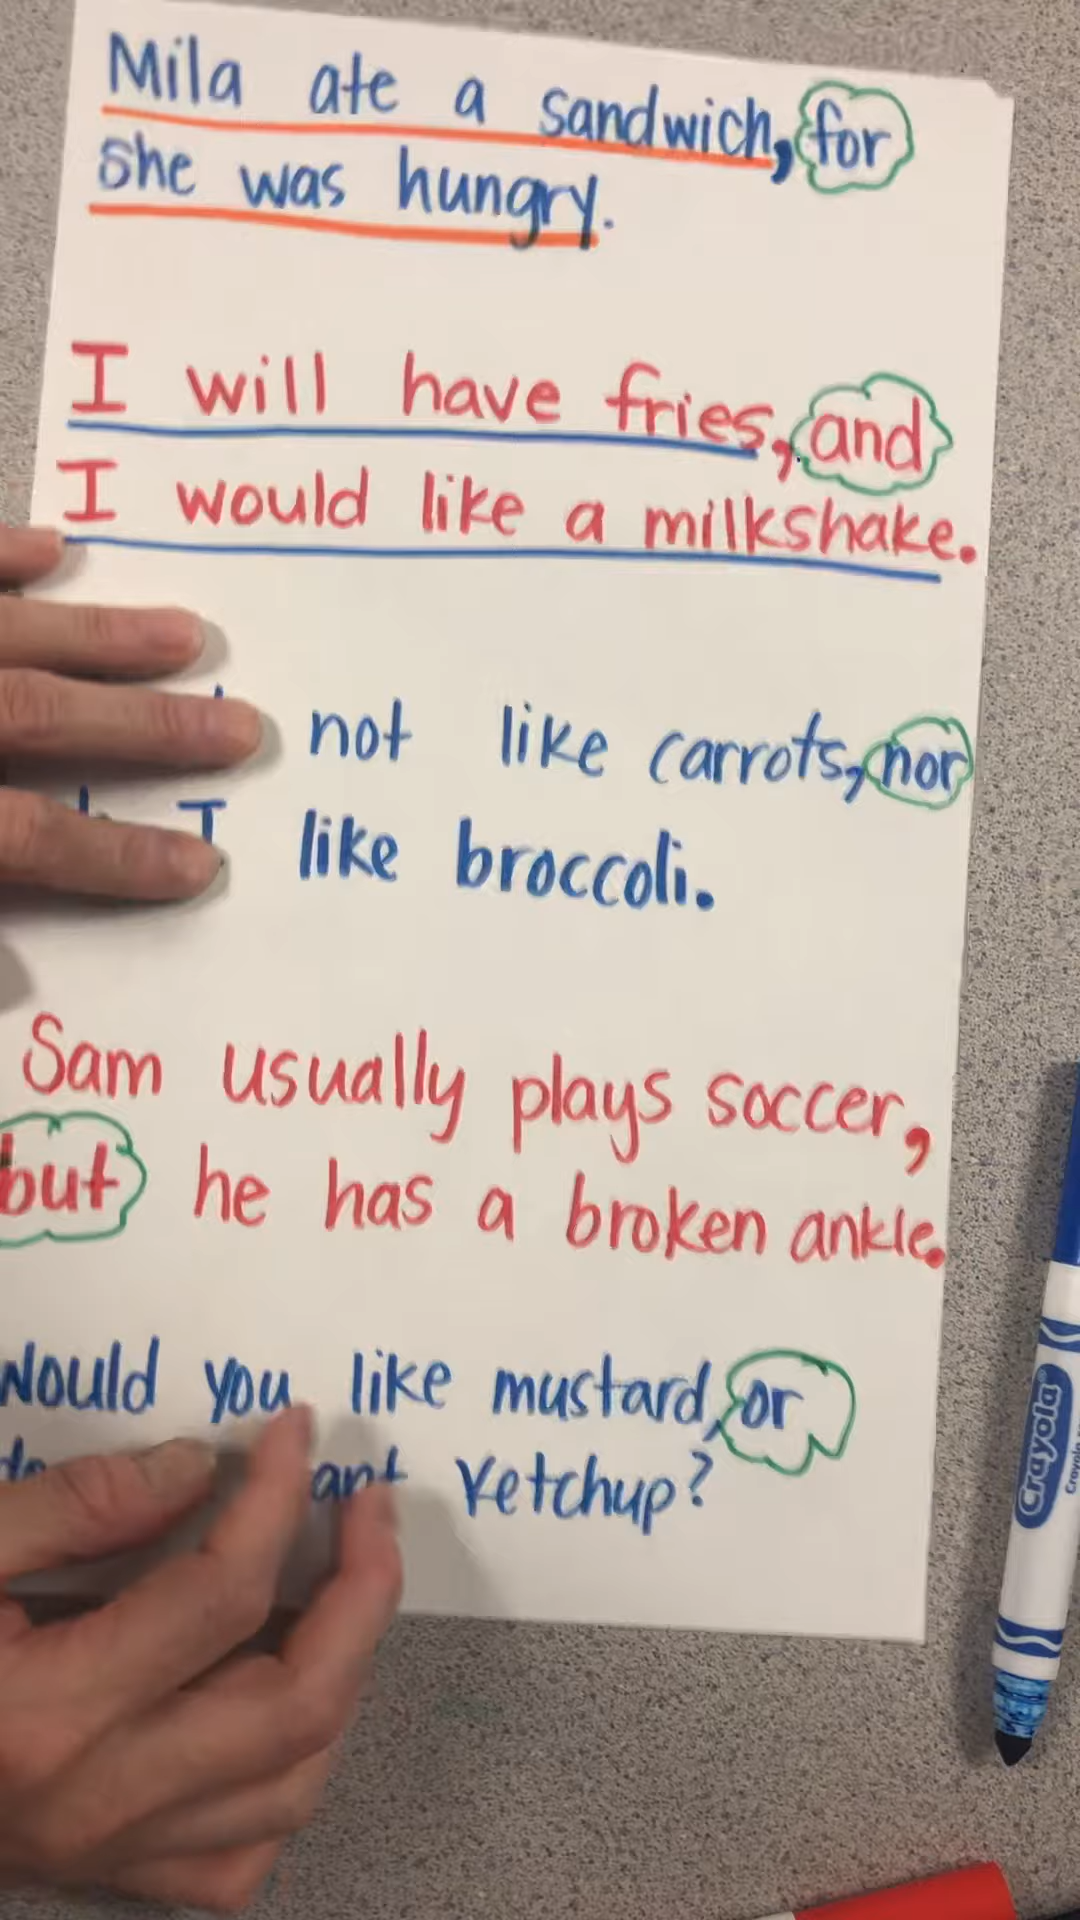 Mila ate a sandwich, for
she was hungry.
I will have fries, and
I would like a milkshake.
not like carrots, nor
I like broccoli.
Sam usually plays soccer,
but he has a broken ankle.
Would you like mustard, or
ketchup?
Crayola